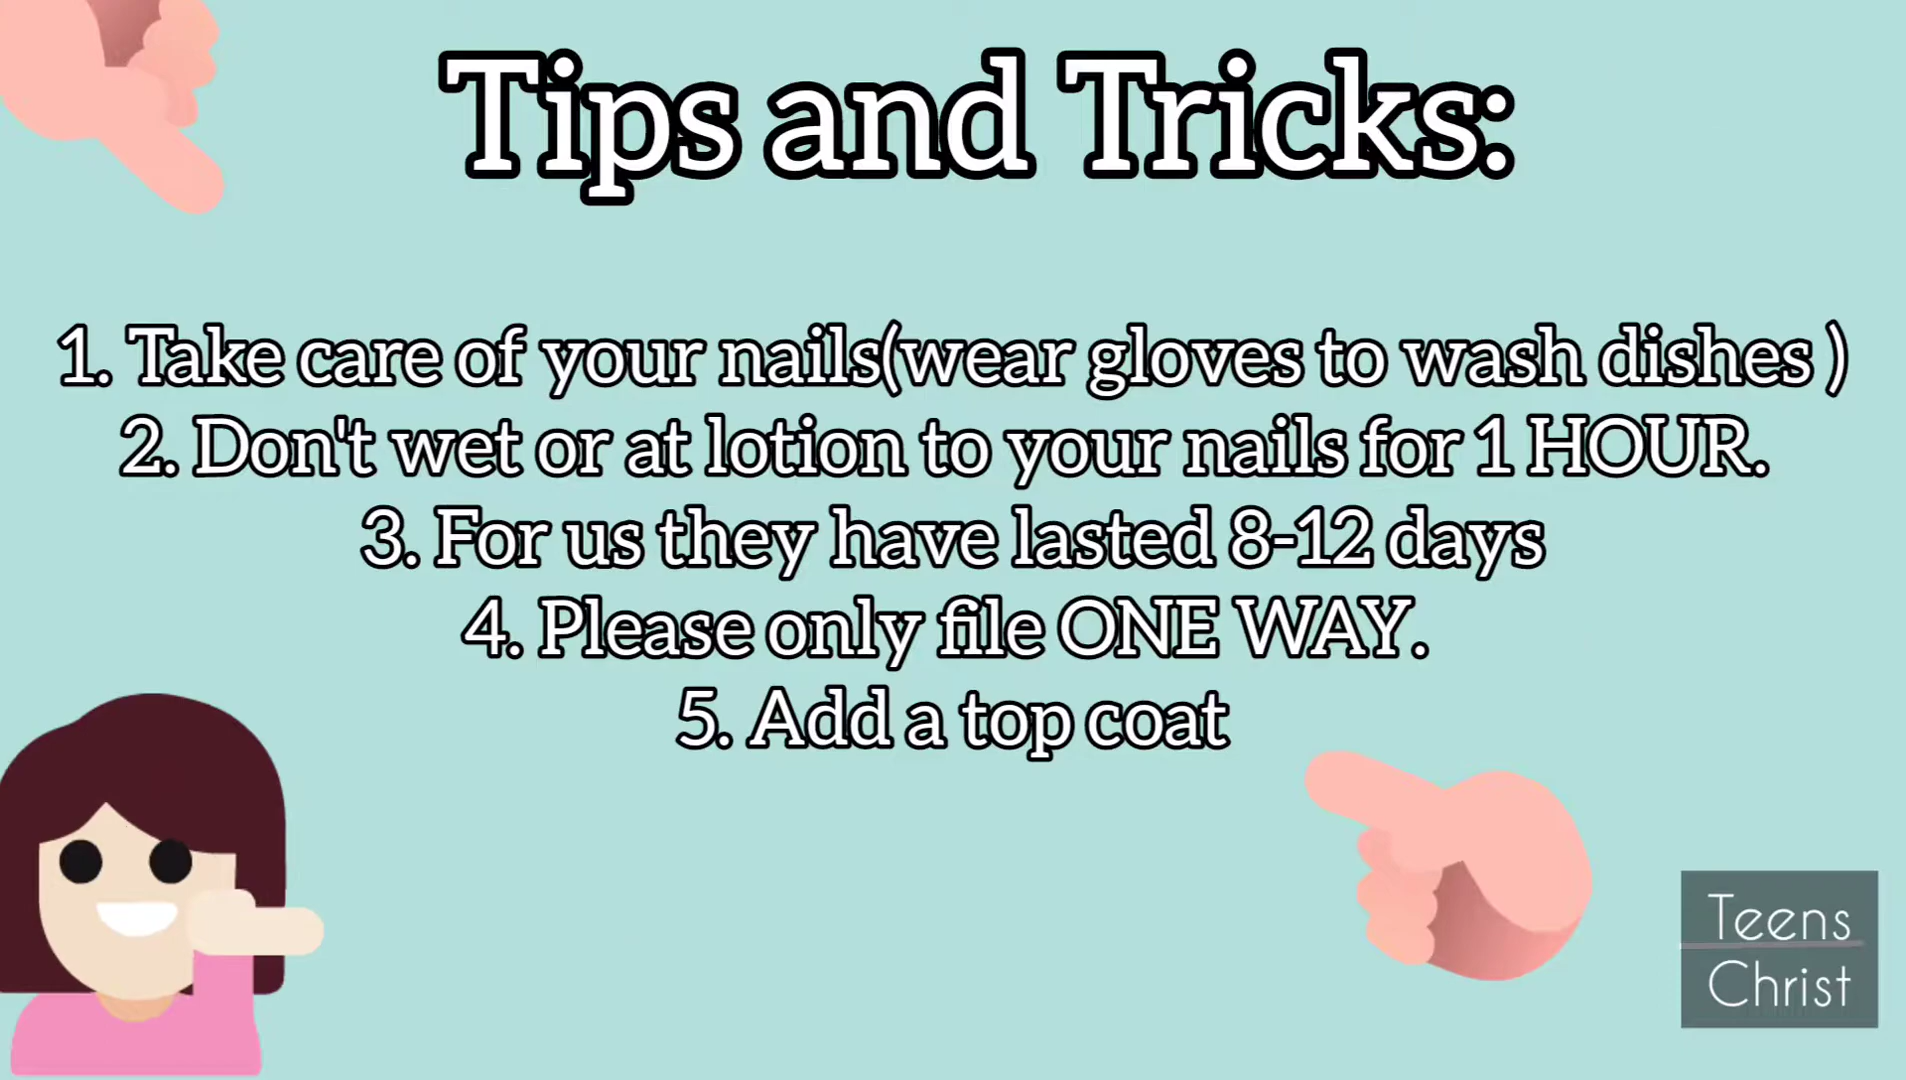 Tips and Tricks:
1. Take care of your nails(wear gloves to wash dishes )
2. Don't wet or at lotion to your nails for 1 HOUR.
3. For us they have lasted 8-12 days
4. Please only file ONE WAY.
5. Add a top coat
Teens
Christ